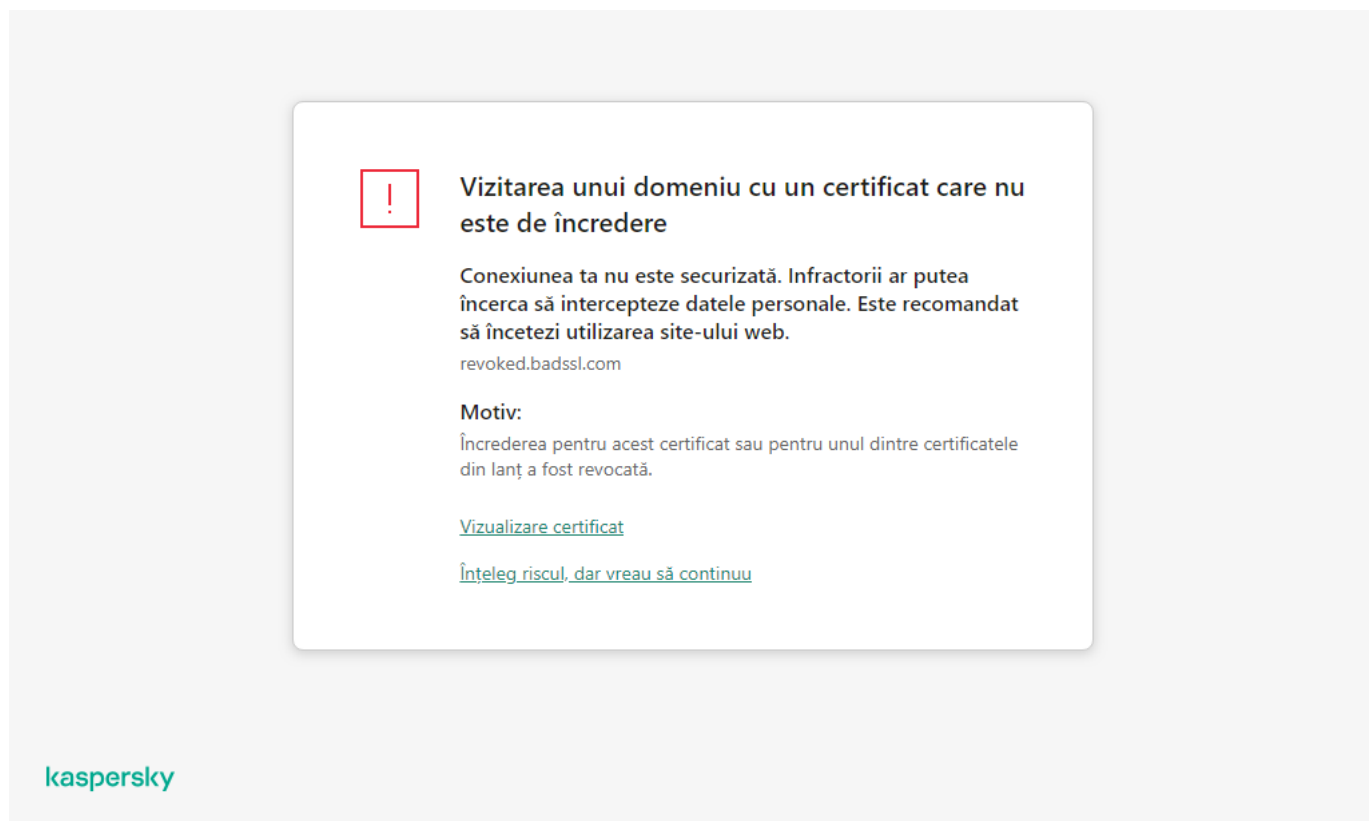 !
Vizitarea unui domeniu cu un certificat care nu
este de încredere
Conexiunea ta nu este securizată. Infractorii ar putea
încerca să intercepteze datele personale. Este recomandat
să încetezi utilizarea site-ului web.
revoked.badssl.com
Motiv:
Încrederea pentru acest certificat sau pentru unul dintre certificatele
din lanț a fost revocată.
Vizualizare certificat
Înțeleg riscul, dar vreau să continuu
kaspersky